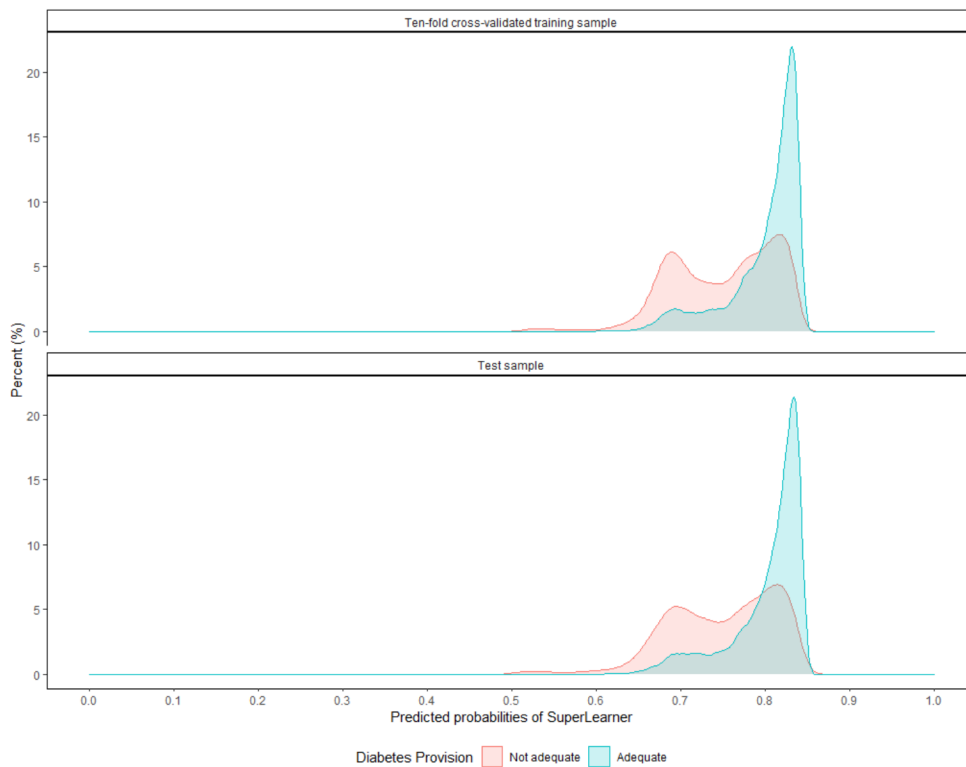 Ten-fold cross-validated training sample
20
15
10
5
0
Percent (%)
Test sample
20
15
10
5
0
0.0 0.1 0.2 0.3 0.4 0.5 0.6 0.7 0.8 0.9 1.0
Predicted probabilities of SuperLearner
Diabetes Provision Not adequate Adequate